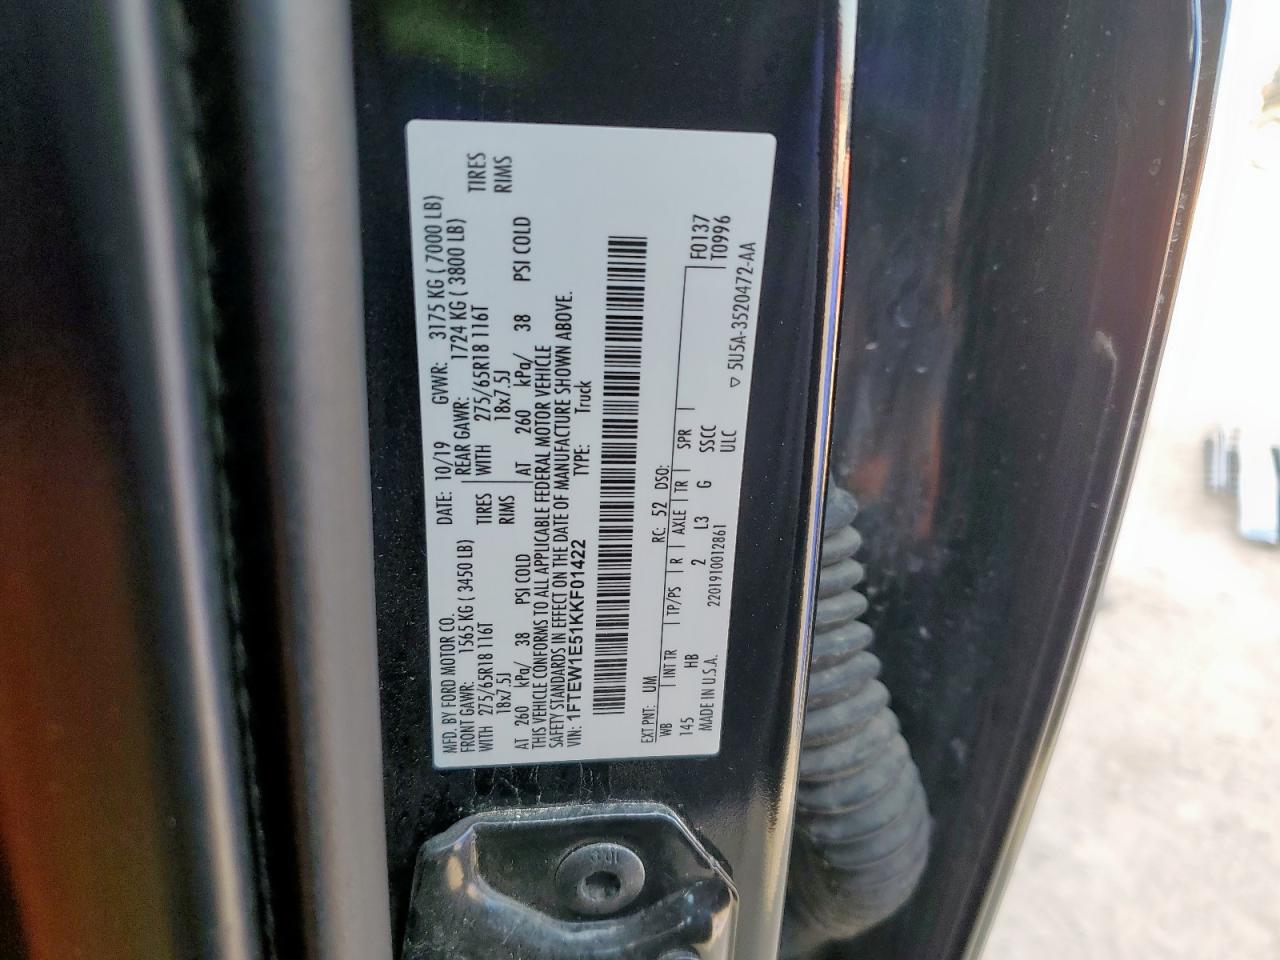 MFD. BY FORD MOTOR CO. DATE: 10/19 GVWR: 3175 KG ( 7000 LB)
FRONT GAWR: 1565 KG ( 3450 LB) REAR GAWR: 1724 KG ( 3800 LB)
WITH 275/65R18 116T TIRES WITH 275/65R18 116T TIRES
18x7.5J RIMS 18x7.5J RIMS
AT 260 kPa/ 38 PSI COLD AT 260 kPa/ 38 PSI COLD
THIS VEHICLE CONFORMS TO ALL APPLICABLE FEDERAL MOTOR VEHICLE
SAFETY STANDARDS IN EFFECT ON THE DATE OF MANUFACTURE SHOWN ABOVE.
VIN: 1FTEW1E51KKF01422 TYPE: Truck
EXT PNT: UM RC: 52 DSO: F0137
WB INT TR TP/PS R AXLE TR SPR T0996
145 HB 2 L3 G SSCC
MADE IN U.S.A. 2201910012861 ULC ▽ 5U5A-3520472-AA